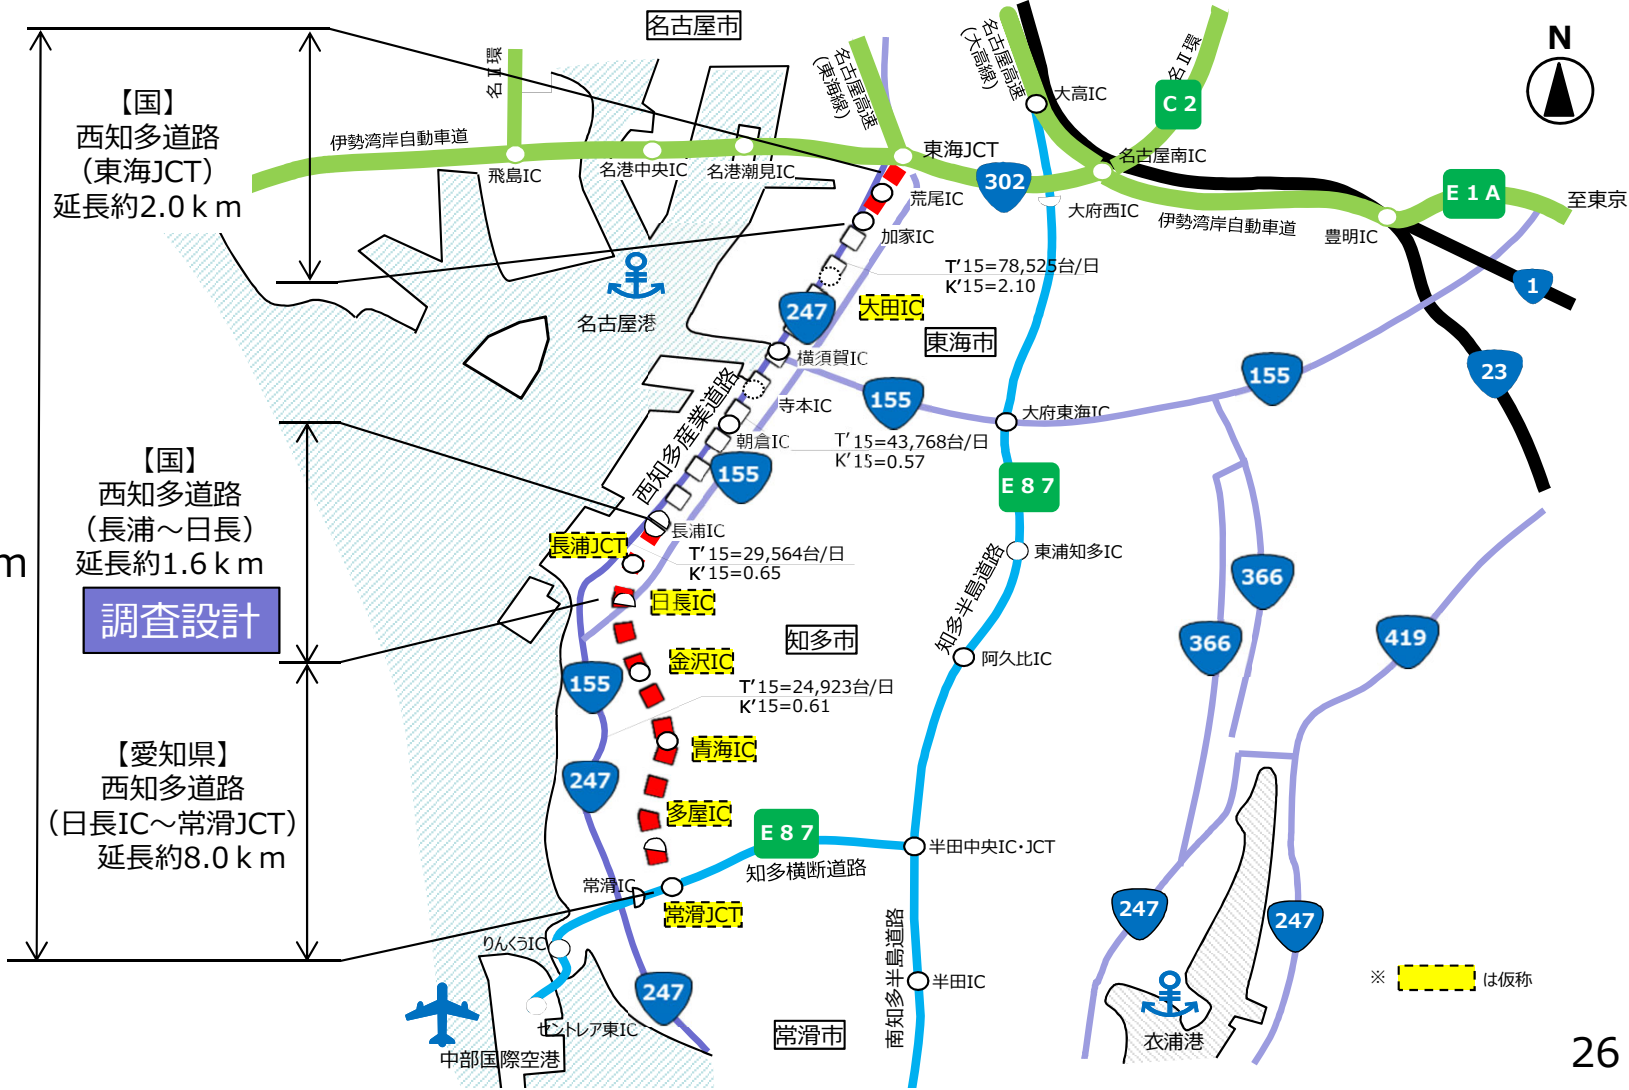 名古屋市
【国】
西知多道路
（東海JCT）
延長約2.0ｋｍ
名Ⅱ環
伊勢湾岸自動車道
飛島IC
名港中央IC
名港潮見IC
名古屋高速
(東海線)
名古屋高速
(大高線)
大高IC
名Ⅱ環
C 2
N
東海JCT
302
名古屋南IC
E 1 A
至東京
荒尾IC
大府西IC
伊勢湾岸自動車道
豊明IC
加家IC
T’15=78,525台/日
K’15=2.10
1
名古屋港
247
大田IC
東海市
横須賀IC
155
23
西知多産業道路
寺本IC
155
大府東海IC
朝倉IC
T’15=43,768台/日
K’15=0.57
155
【国】
西知多道路
（長浦～日長）
延長約1.6ｋｍ
m
調査設計
E 8 7
長浦IC
長浦JCT
T’15=29,564台/日
K’15=0.65
東浦知多IC
知多半島道路
日長IC
366
知多市
366
419
金沢IC
阿久比IC
155
T’15=24,923台/日
K’15=0.61
青海IC
【愛知県】
西知多道路
（日長IC～常滑JCT）
延長約8.0ｋｍ
247
多屋IC
E 8 7
知多横断道路
半田中央IC・JCT
常滑IC
常滑JCT
247
247
りんくうIC
南知多半島道路
半田IC
247
※
は仮称
セントレア東IC
中部国際空港
常滑市
衣浦港
26